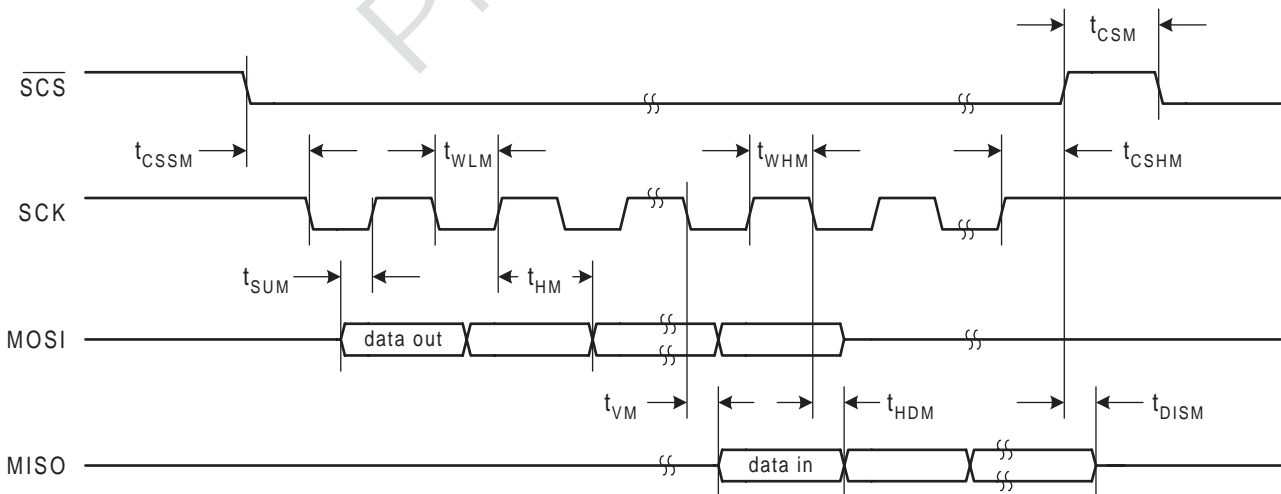 t_CSM
SCS
t_CSSM t_WLM t_WHM t_CSHM
SCK
t_SUM t_HM
MOSI data out
t_VM t_HDM t_DISM
MISO data in